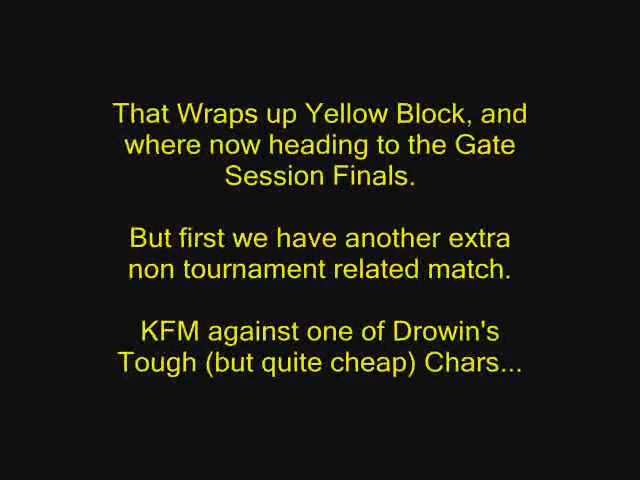 That Wraps up Yellow Block, and
where now heading to the Gate
Session Finals.
But first we have another extra
non tournament related match.
KFM against one of Drowin's
Tough (but quite cheap) Chars...